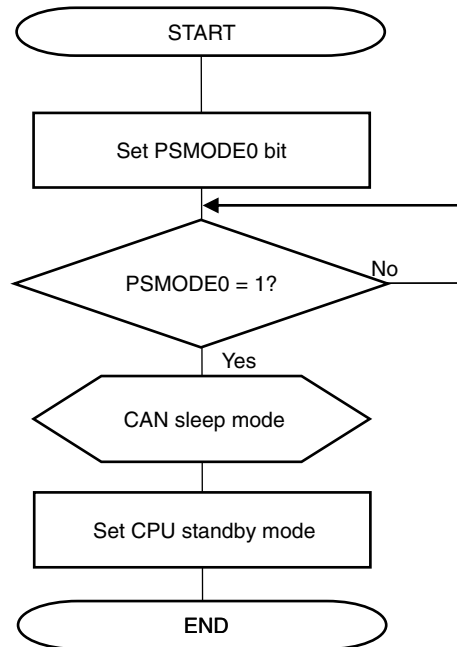 START
Set PSMODE0 bit
PSMODE0 = 1?
No
Yes
CAN sleep mode
Set CPU standby mode
END